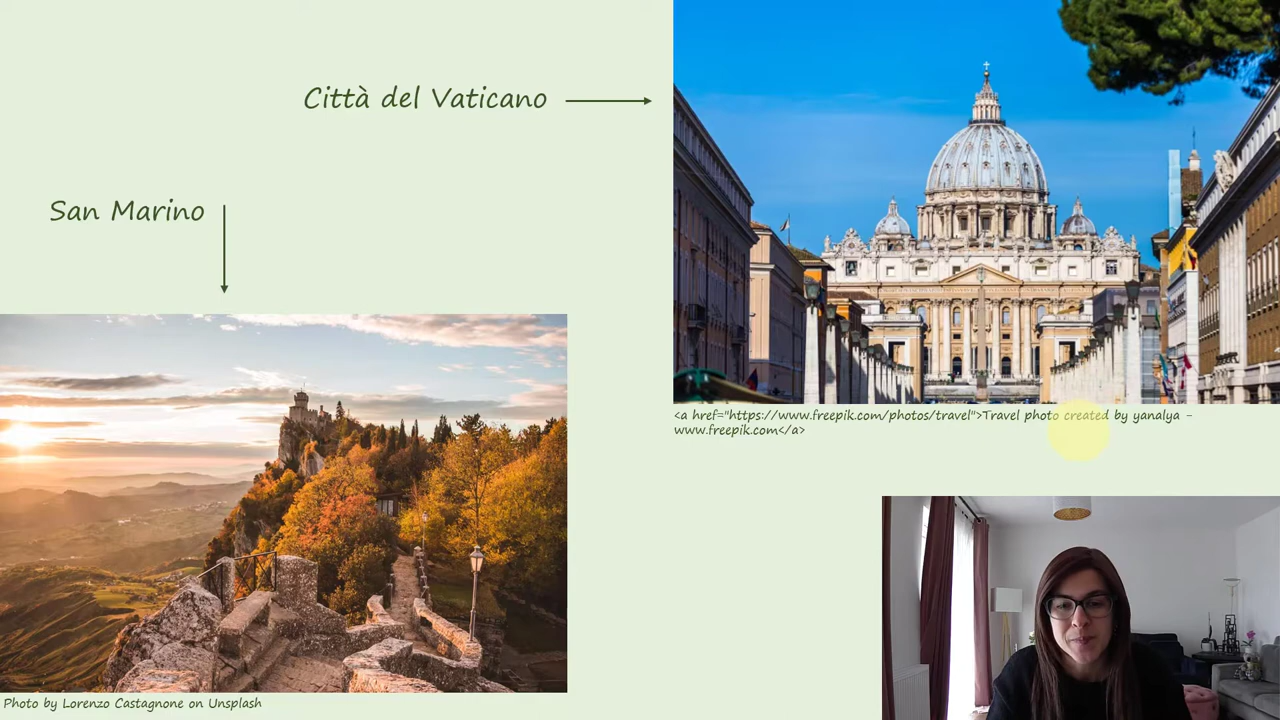 Città del Vaticano
San Marino
<a href="https://www.freepik.com/photos/travel">Travel photo created by yanalya -
www.freepik.com</a>
Photo by Lorenzo Castagnone on Unsplash